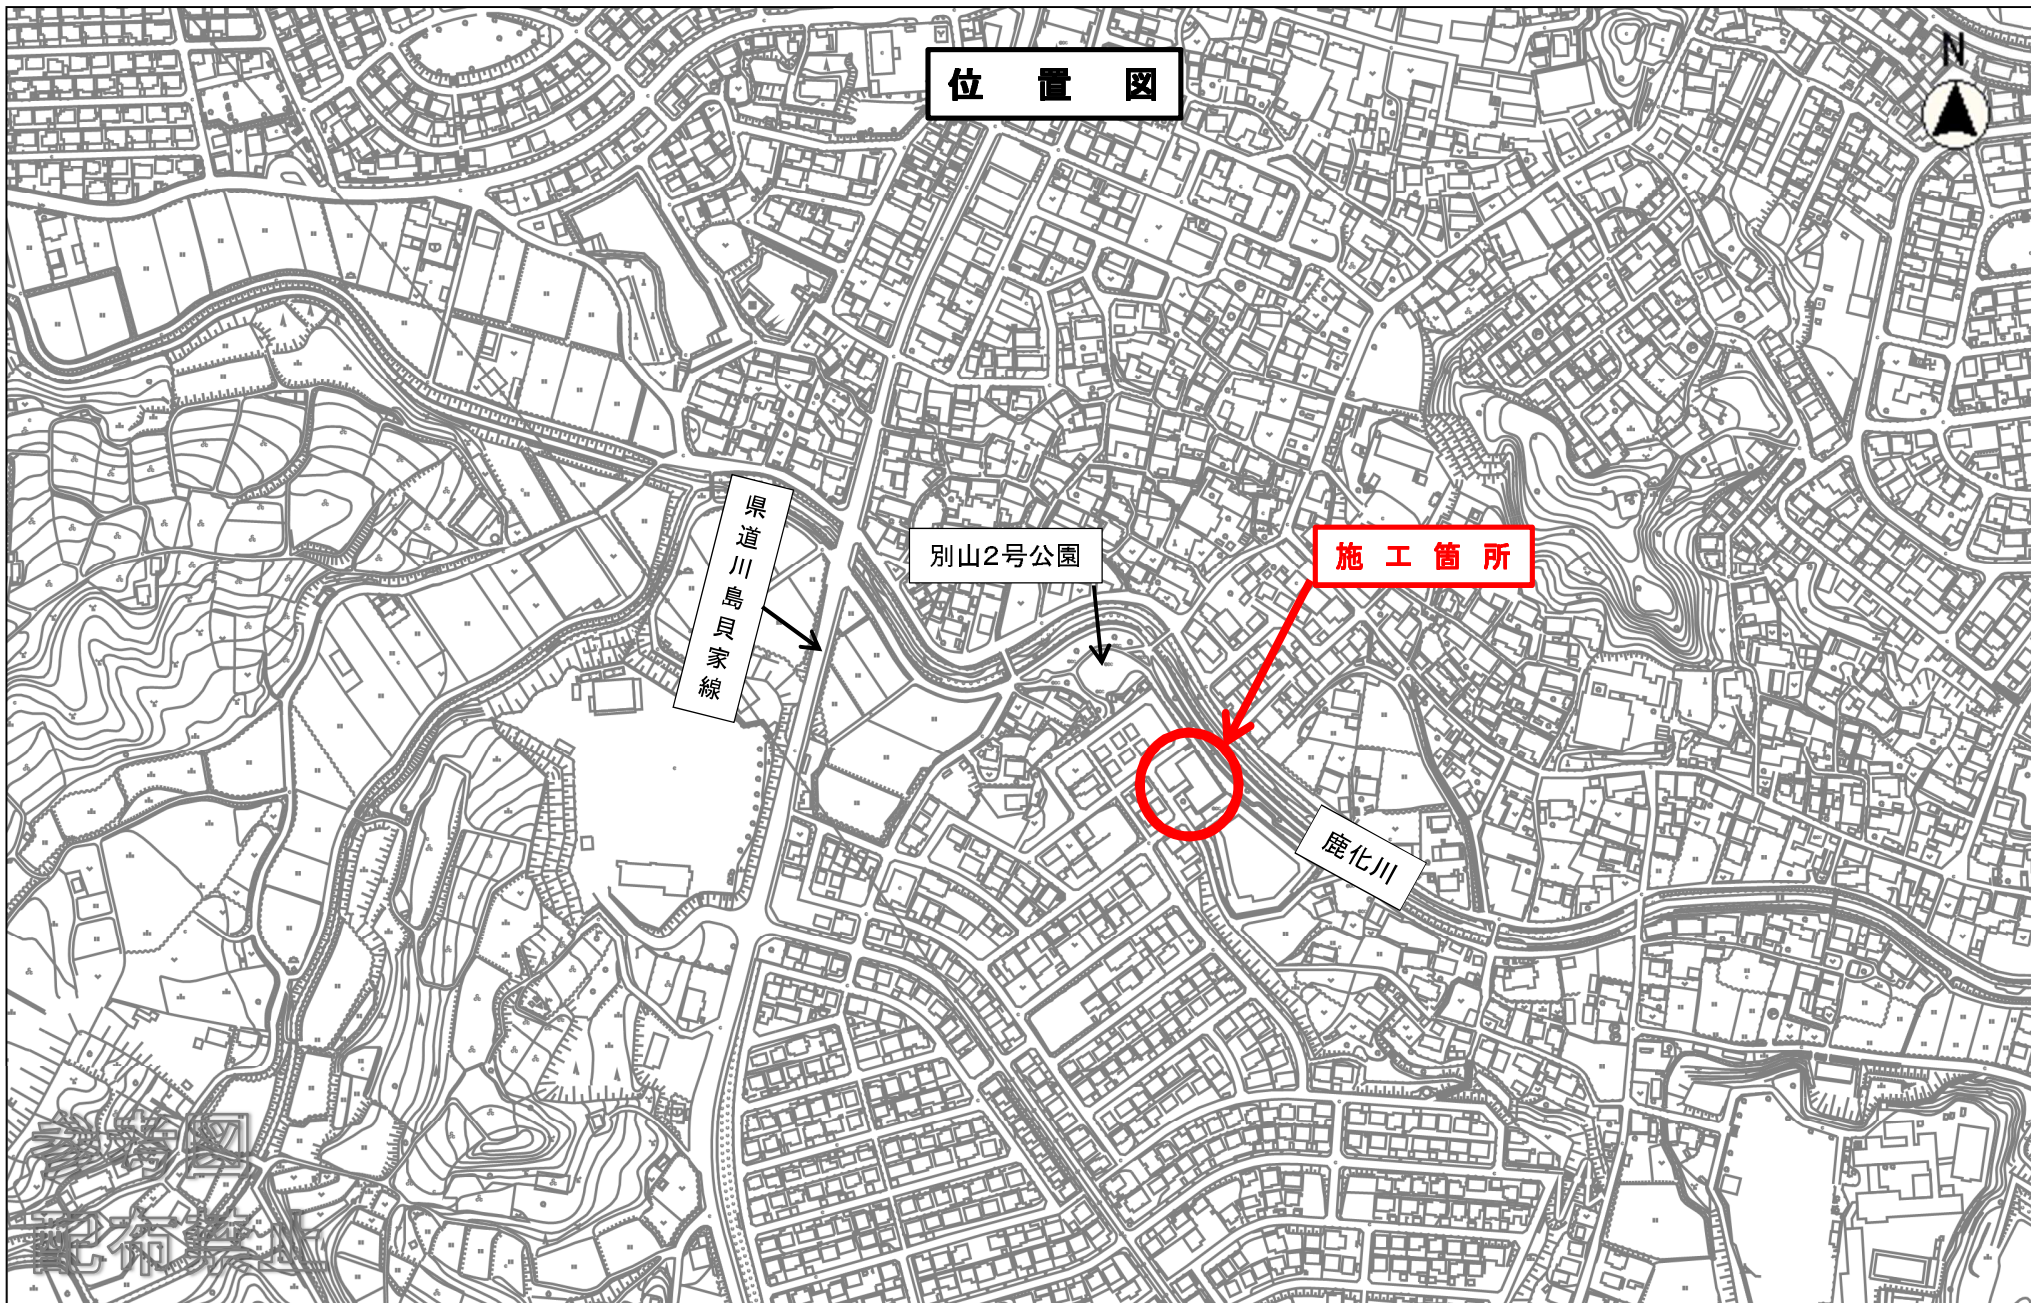 位置図
N
県道川島貝家線
別山2号公園
施工箇所
鹿化川
参考図
配布禁止